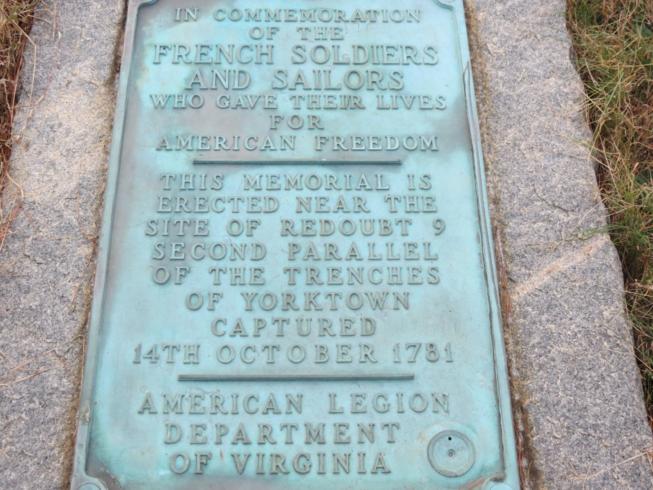 IN COMMEMORATION
OF THE
FRENCH SOLDIERS
AND SAILORS
WHO GAVE THEIR LIVES
FOR
AMERICAN FREEDOM
THIS MEMORIAL IS
ERECTED NEAR THE
SITE OF REDOUBT 9
SECOND PARALLEL
OF THE TRENCHES
OF YORKTOWN
CAPTURED
14TH OCTOBER 1781
AMERICAN LEGION
DEPARTMENT
OF VIRGINIA